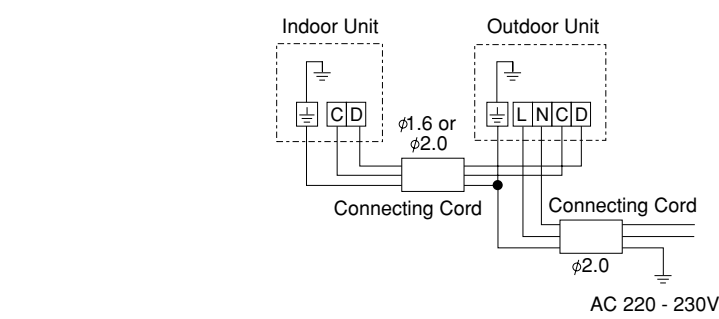 Indoor Unit
Outdoor Unit
C D
L N C D
ϕ1.6 or
ϕ2.0
Connecting Cord
Connecting Cord
ϕ2.0
AC 220 - 230V